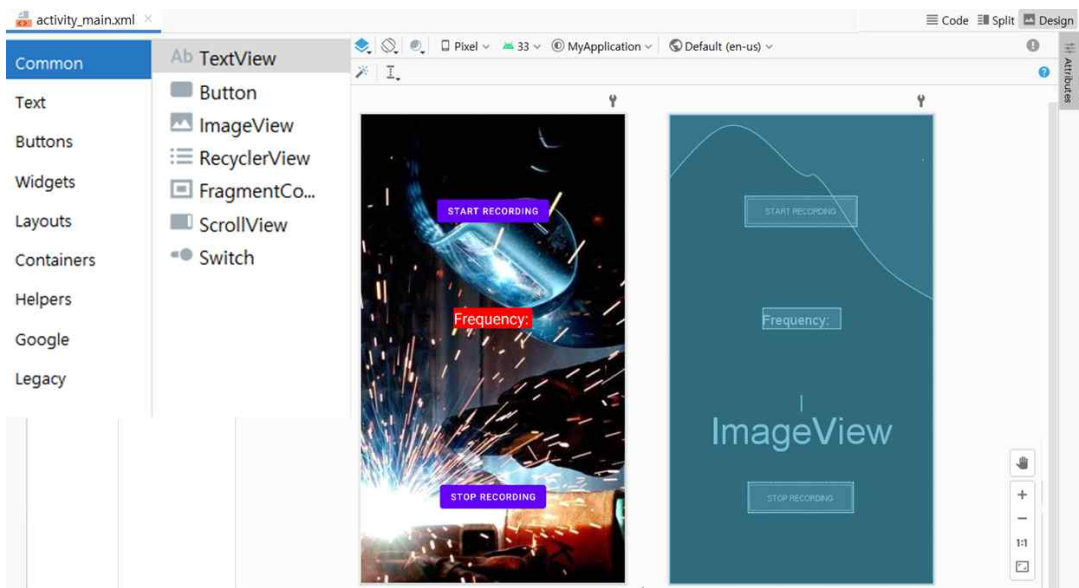 activity_main.xml
Code Split Design
Pixel 33 MyApplication Default (en-us)
Attributes
Common
Text
Buttons
Widgets
Layouts
Containers
Helpers
Google
Legacy
Ab TextView
Button
ImageView
RecyclerView
FragmentCo...
ScrollView
Switch
START RECORDING
Frequency:
STOP RECORDING
START RECORDING
Frequency:
ImageView
STOP RECORDING
1:1